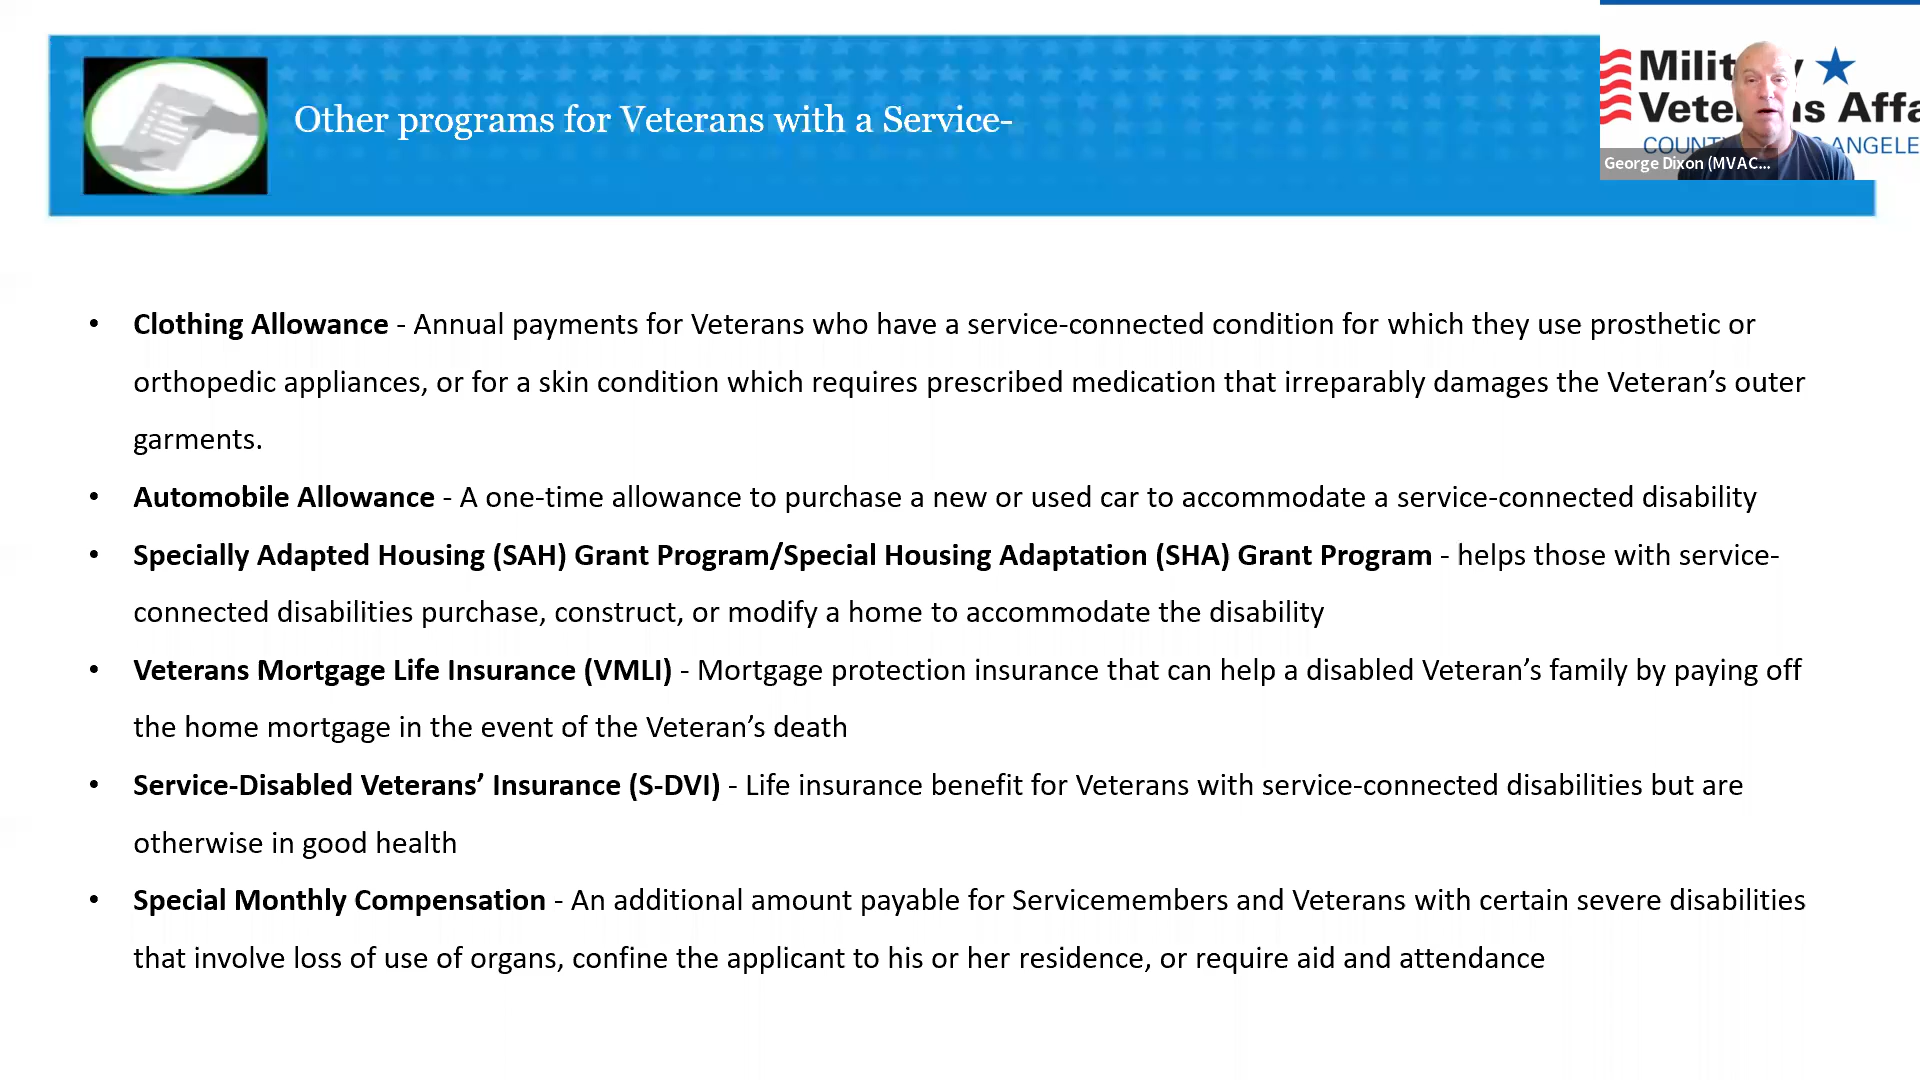 Other programs for Veterans with a Service-
Milit y
Vete ns Affa
COUNT ANGELE
George Dixon (MVAC...
• Clothing Allowance - Annual payments for Veterans who have a service-connected condition for which they use prosthetic or
orthopedic appliances, or for a skin condition which requires prescribed medication that irreparably damages the Veteran’s outer
garments.
• Automobile Allowance - A one-time allowance to purchase a new or used car to accommodate a service-connected disability
• Specially Adapted Housing (SAH) Grant Program/Special Housing Adaptation (SHA) Grant Program - helps those with service-
connected disabilities purchase, construct, or modify a home to accommodate the disability
• Veterans Mortgage Life Insurance (VMLI) - Mortgage protection insurance that can help a disabled Veteran’s family by paying off
the home mortgage in the event of the Veteran’s death
• Service-Disabled Veterans’ Insurance (S-DVI) - Life insurance benefit for Veterans with service-connected disabilities but are
otherwise in good health
• Special Monthly Compensation - An additional amount payable for Servicemembers and Veterans with certain severe disabilities
that involve loss of use of organs, confine the applicant to his or her residence, or require aid and attendance